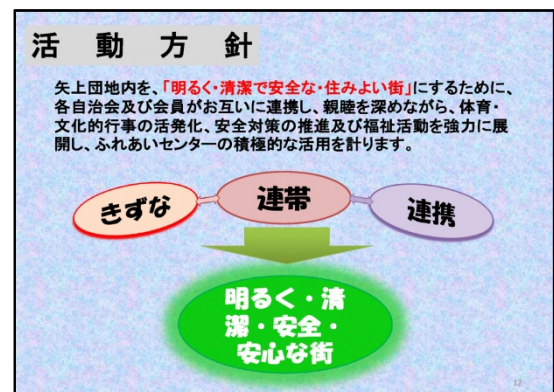 活 動 方 針
矢上団地内を、「明るく・清潔で安全な・住みよい街」にするために、
各自治会及び会員がお互いに連携し、親睦を深めながら、体育・
文化的行事の活発化、安全対策の推進及び福祉活動を強力に展
開し、ふれあいセンターの積極的な活用を計ります。
きずな
連帯
連携
明るく・清
潔・安全・
安心な街
12